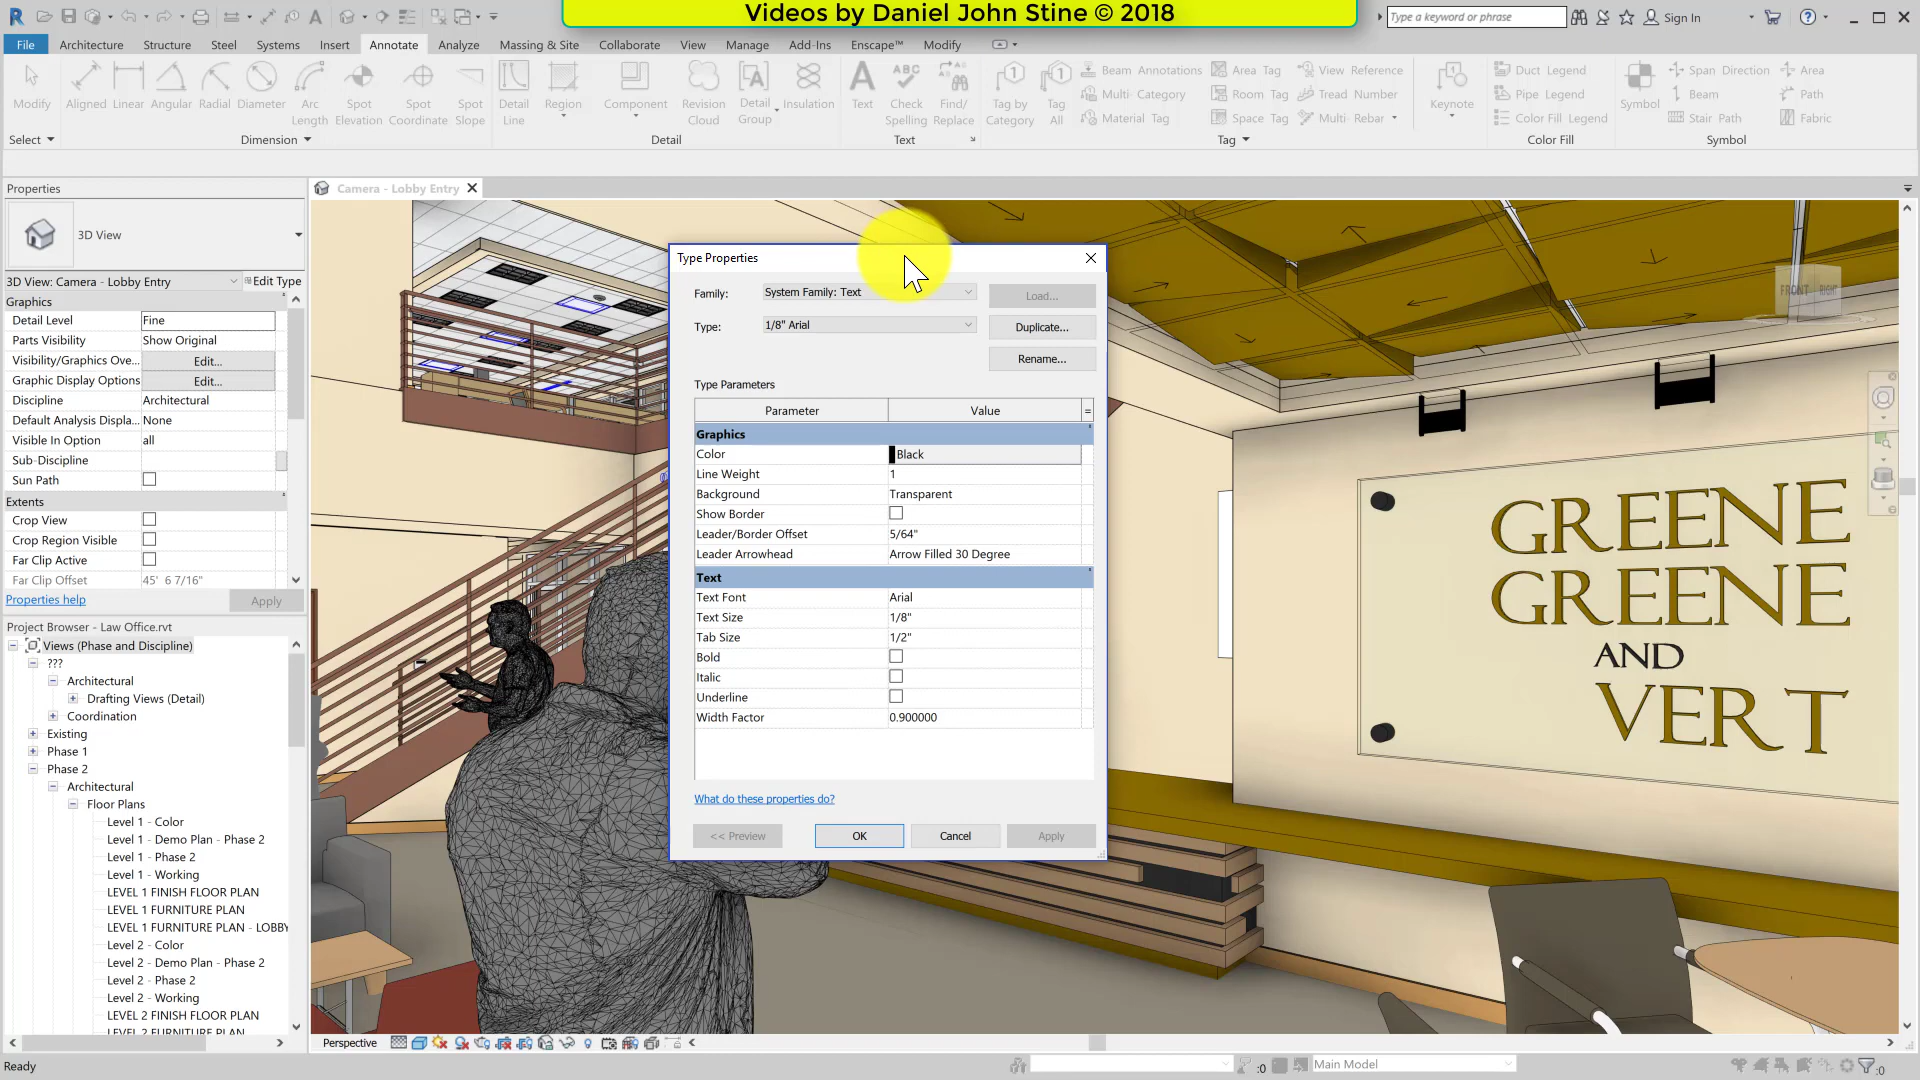 Videos by Daniel John Stine © 2018
Type a keyword or phrase
Sign In
File Architecture Structure Steel Systems Insert Annotate Analyze Massing & Site Collaborate View Manage Add-Ins Enscape™ Modify
Modify
Aligned
Linear
Angular
Radial
Diameter
Arc Length
Spot Elevation
Spot Coordinate
Spot Slope
Detail Line
Region
Component
Revision Cloud
Detail Group
Insulation
Text
Check Spelling
Find/ Replace
Tag by Category
Tag All
Beam Annotations
Multi- Category
Material Tag
Area Tag
Room Tag
Space Tag
View Reference
Tread Number
Multi- Rebar
Keynote
Duct Legend
Pipe Legend
Color Fill Legend
Symbol
Span Direction
Beam
Stair Path
Area
Path
Fabric
Select Dimension Detail Text Tag Color Fill Symbol
Properties
3D View
3D View: Camera - Lobby Entry Edit Type
Graphics
Detail Level Fine
Parts Visibility Show Original
Visibility/Graphics Ove... Edit...
Graphic Display Options Edit...
Discipline Architectural
Default Analysis Displa... None
Visible In Option all
Sub-Discipline
Sun Path
Extents
Crop View
Crop Region Visible
Far Clip Active
Far Clip Offset 45' 6 7/16"
Properties help Apply
Project Browser - Law Office.rvt
Views (Phase and Discipline)
???
Architectural
Drafting Views (Detail)
Coordination
Existing
Phase 1
Phase 2
Architectural
Floor Plans
Level 1 - Color
Level 1 - Demo Plan - Phase 2
Level 1 - Phase 2
Level 1 - Working
LEVEL 1 FINISH FLOOR PLAN
LEVEL 1 FURNITURE PLAN
LEVEL 1 FURNITURE PLAN - LOBBY
Level 2 - Color
Level 2 - Demo Plan - Phase 2
Level 2 - Phase 2
Level 2 - Working
LEVEL 2 FINISH FLOOR PLAN
LEVEL 2 FURNITURE PLAN
Camera - Lobby Entry
Type Properties
Family: System Family: Text Load...
Type: 1/8" Arial Duplicate...
Rename...
Type Parameters
Parameter Value =
Graphics
Color Black
Line Weight 1
Background Transparent
Show Border
Leader/Border Offset 5/64"
Leader Arrowhead Arrow Filled 30 Degree
Text
Text Font Arial
Text Size 1/8"
Tab Size 1/2"
Bold
Italic
Underline
Width Factor 0.900000
What do these properties do?
<< Preview OK Cancel Apply
FRONT RIGHT
GREENE
GREENE
AND
VERT
Perspective
Ready
:0 Main Model :0